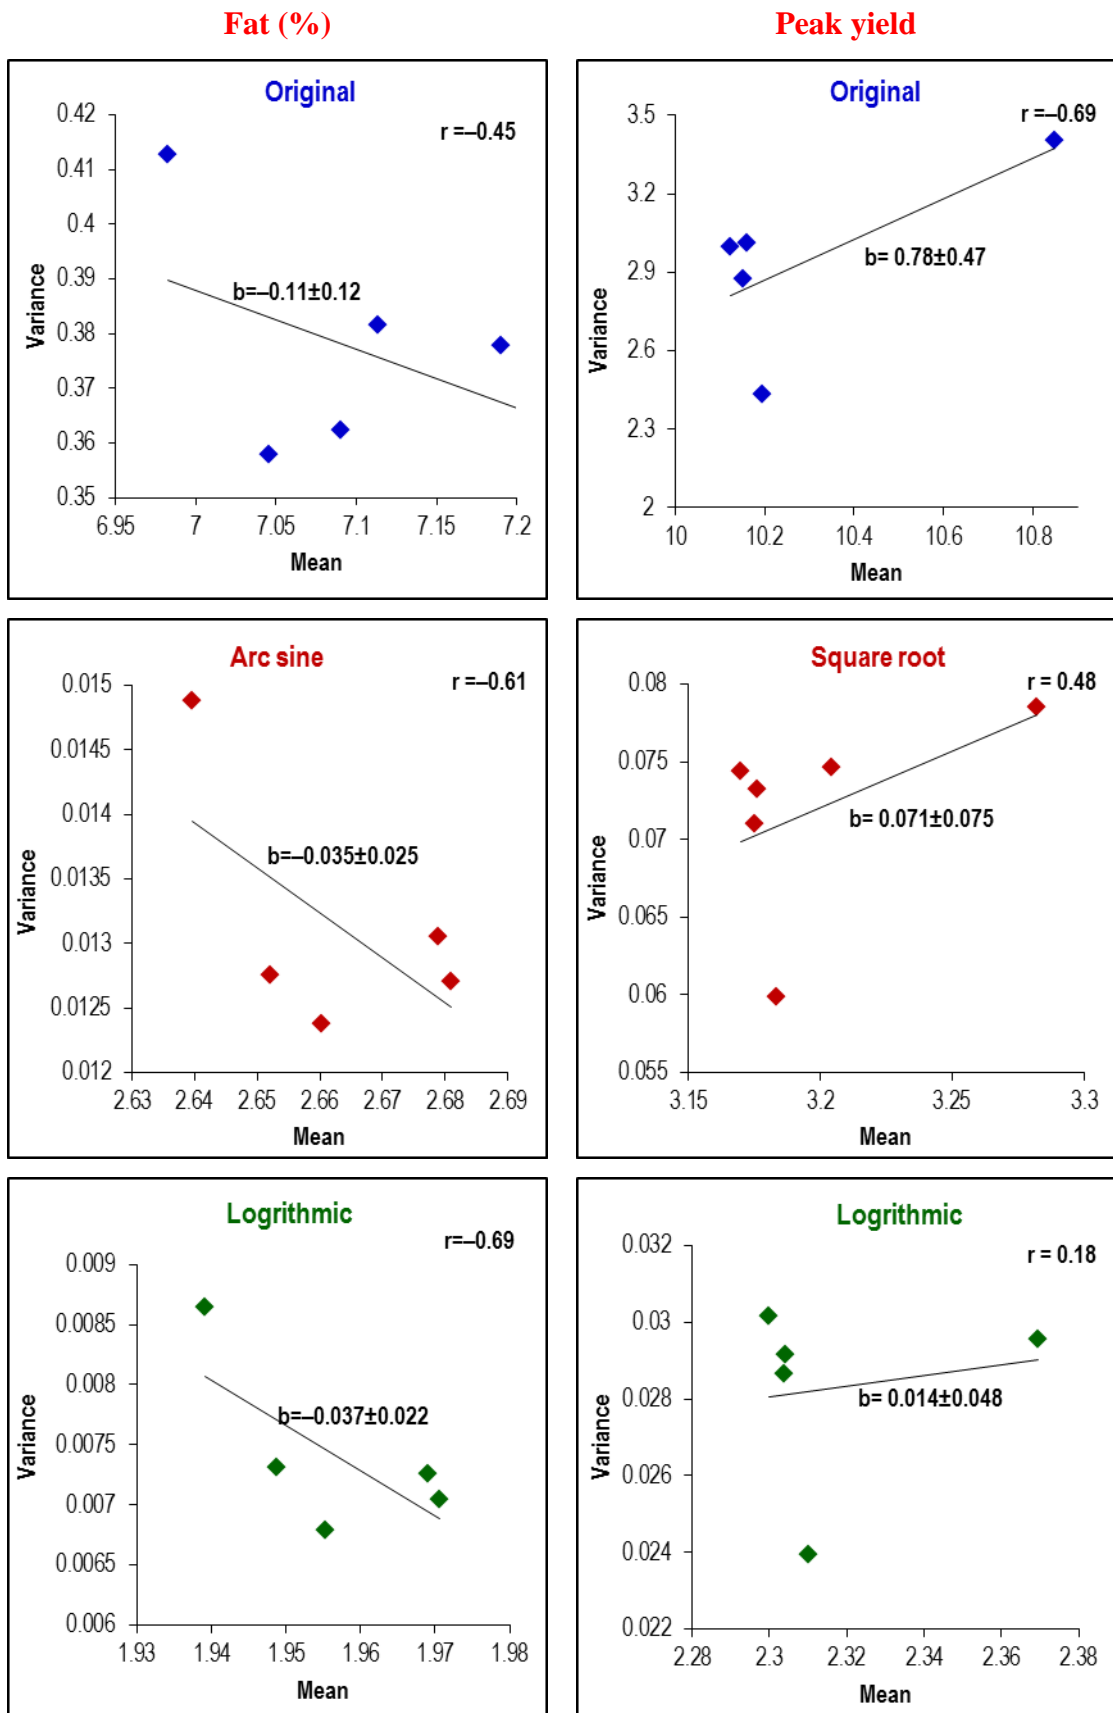 Fat (%)
Peak yield
Original
r =–0.45
0.42
0.41
0.4
0.39
0.38
0.37
0.36
0.35
Variance
b=–0.11±0.12
6.95 7 7.05 7.1 7.15 7.2
Mean
Original
r =–0.69
3.5
3.2
2.9
2.6
2.3
2
Variance
b= 0.78±0.47
10 10.2 10.4 10.6 10.8
Mean
Arc sine
r =–0.61
0.015
0.0145
0.014
0.0135
0.013
0.0125
0.012
Variance
b=–0.035±0.025
2.63 2.64 2.65 2.66 2.67 2.68 2.69
Mean
Square root
r = 0.48
0.08
0.075
0.07
0.065
0.06
0.055
Variance
b= 0.071±0.075
3.15 3.2 3.25 3.3
Mean
Logrithmic
r=–0.69
0.009
0.0085
0.008
0.0075
0.007
0.0065
0.006
Variance
b=–0.037±0.022
1.93 1.94 1.95 1.96 1.97 1.98
Mean
Logrithmic
r = 0.18
0.032
0.03
0.028
0.026
0.024
0.022
Variance
b= 0.014±0.048
2.28 2.3 2.32 2.34 2.36 2.38
Mean